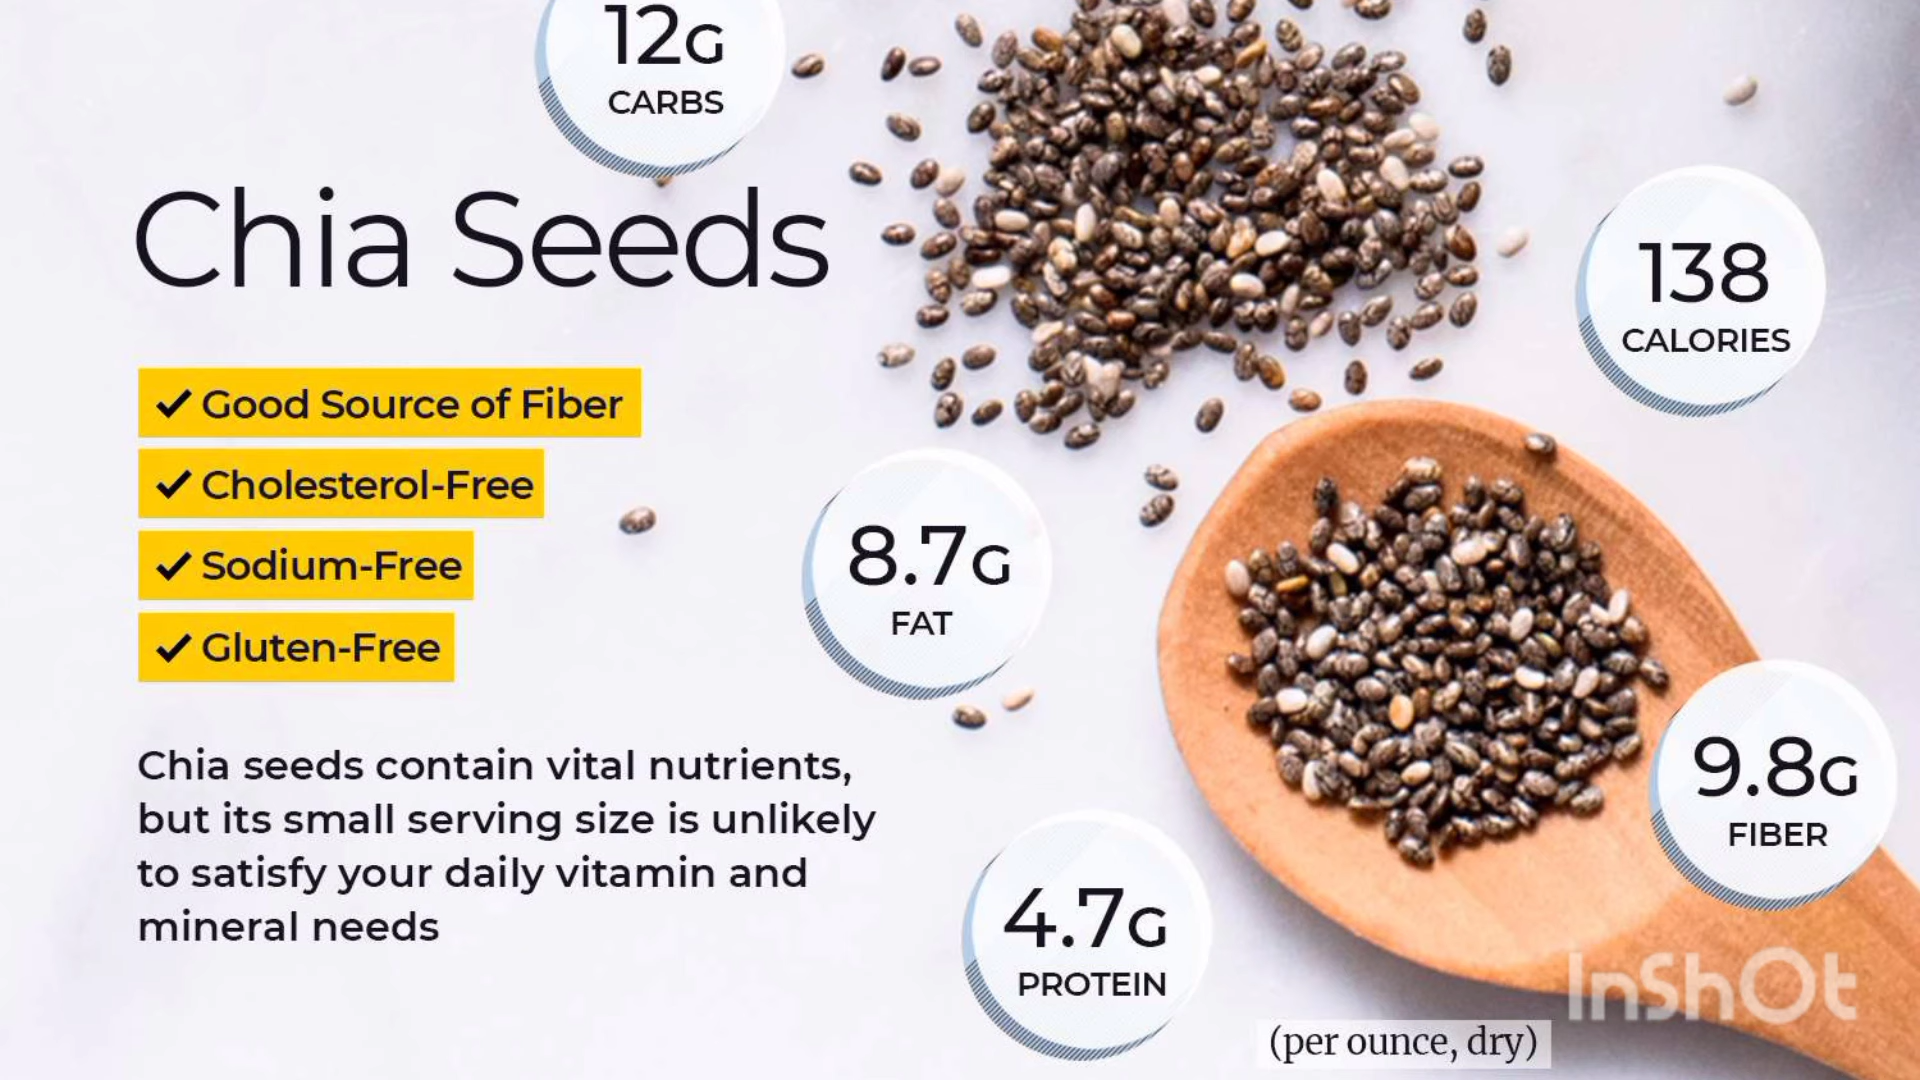 12G
CARBS
Chia Seeds
138
CALORIES
✓ Good Source of Fiber
✓ Cholesterol-Free
✓ Sodium-Free
✓ Gluten-Free
8.7G
FAT
9.8G
FIBER
Chia seeds contain vital nutrients,
but its small serving size is unlikely
to satisfy your daily vitamin and
mineral needs
4.7G
PROTEIN
InShOt
(per ounce, dry)